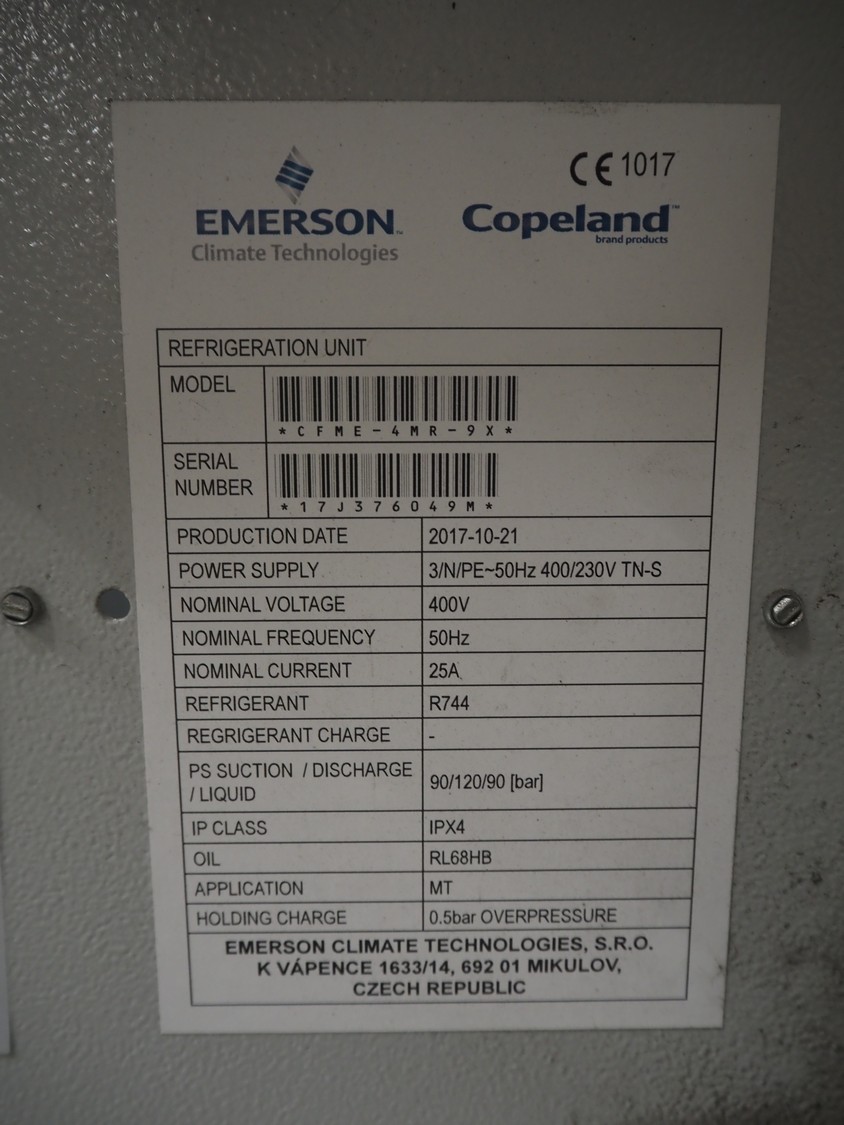 CE 1017
EMERSON™
Climate Technologies
Copeland™
brand products
REFRIGERATION UNIT
MODEL
*CFME-4MR-9X*
SERIAL
NUMBER
*17J376049M*
PRODUCTION DATE 2017-10-21
POWER SUPPLY 3/N/PE~50Hz 400/230V TN-S
NOMINAL VOLTAGE 400V
NOMINAL FREQUENCY 50Hz
NOMINAL CURRENT 25A
REFRIGERANT R744
REGRIGERANT CHARGE -
PS SUCTION / DISCHARGE
/ LIQUID 90/120/90 [bar]
IP CLASS IPX4
OIL RL68HB
APPLICATION MT
HOLDING CHARGE 0.5bar OVERPRESSURE
EMERSON CLIMATE TECHNOLOGIES, S.R.O.
K VÁPENCE 1633/14, 692 01 MIKULOV,
CZECH REPUBLIC